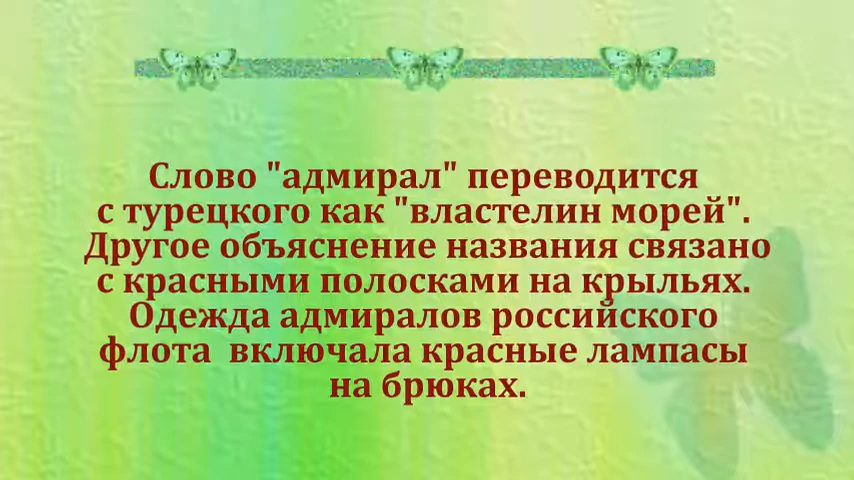 Слово "адмирал" переводится
с турецкого как "властелин морей".
Другое объяснение названия связано
с красными полосками на крыльях.
Одежда адмиралов российского
флота  включала красные лампасы
на брюках.